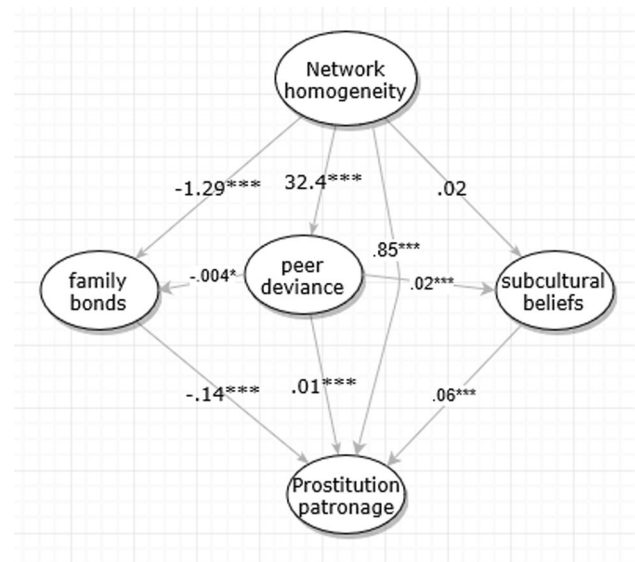 Network
homogeneity
-1.29***
32.4***
.02
.85***
family
bonds
-.004*
peer
deviance
.02***
subcultural
beliefs
-.14***
.01***
.06***
Prostitution
patronage